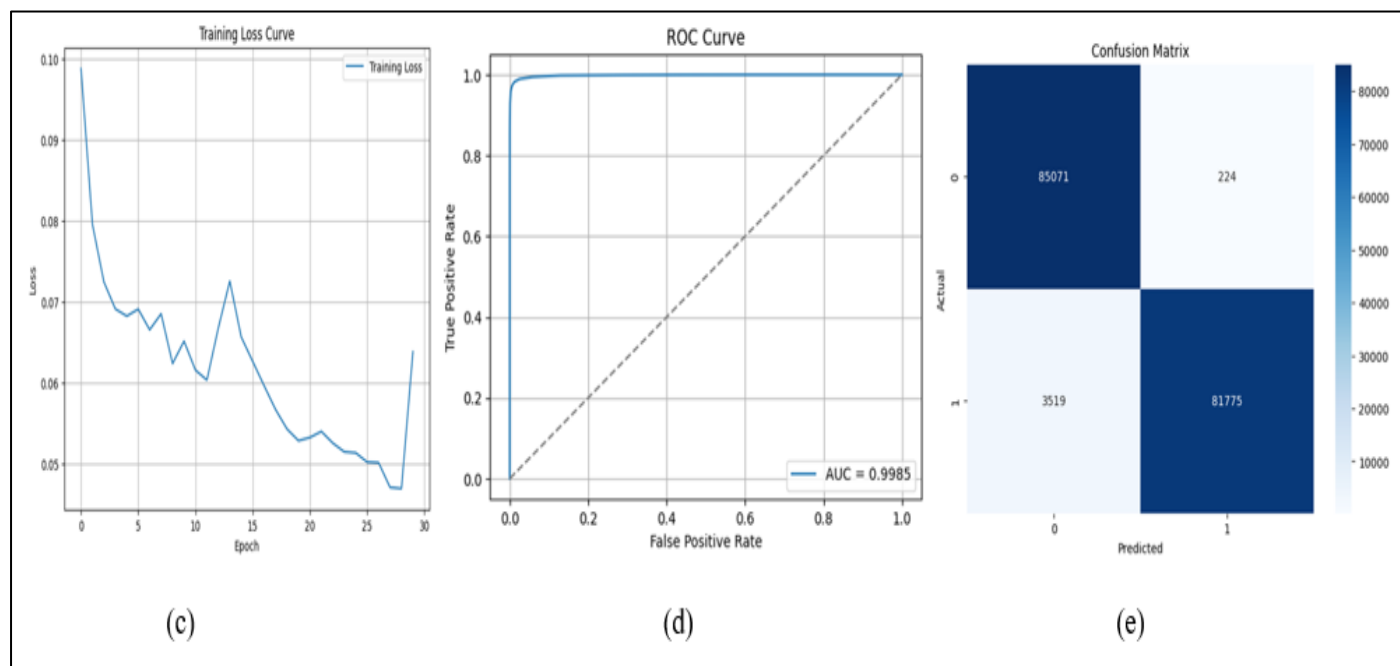 Training Loss Curve
Training Loss
0.10
0.09
0.08
0.07
0.06
0.05
Loss
0 5 10 15 20 25 30
Epoch
(c)
ROC Curve
1.0
0.8
0.6
0.4
0.2
0.0
True Positive Rate
AUC = 0.9985
0.0 0.2 0.4 0.6 0.8 1.0
False Positive Rate
(d)
Confusion Matrix
0
1
Actual
85071 224
3519 81775
0 1
Predicted
80000
70000
60000
50000
40000
30000
20000
10000
(e)